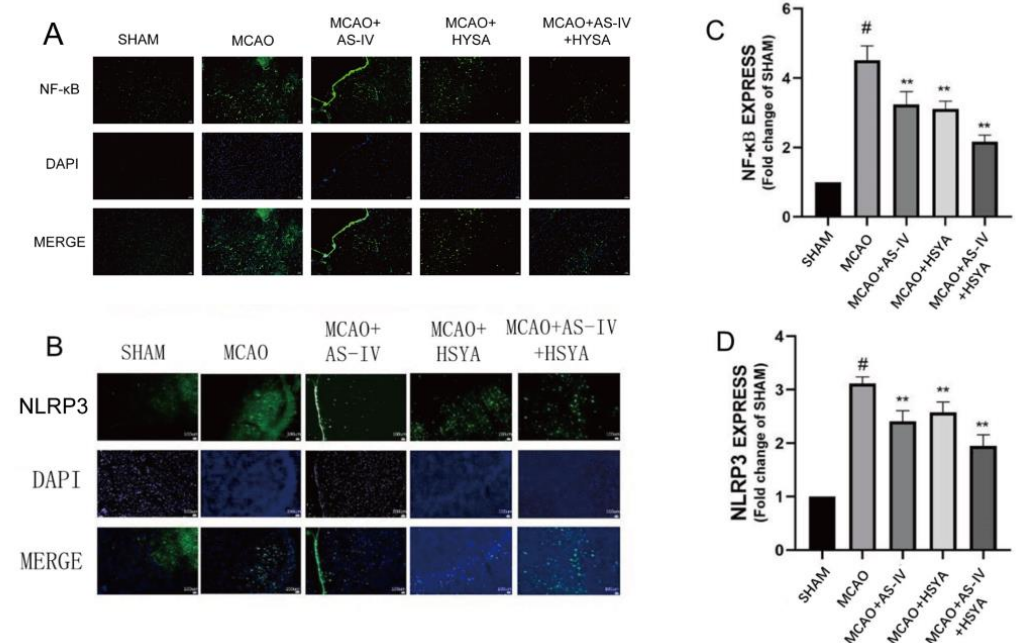 A
SHAM
MCAO
MCAO+
AS-IV
MCAO+
HYSA
MCAO+AS-IV
+HYSA
NF-κB
DAPI
MERGE
B
SHAM
MCAO
MCAO+
AS-IV
MCAO+
HSYA
MCAO+AS-IV
+HSYA
NLRP3
DAPI
MERGE
C
NF-κB EXPRESS
(Fold change of SHAM)
6
4
2
0
#
**
**
**
SHAM
MCAO
MCAO+AS-IV
MCAO+HSYA
MCAO+AS-IV
+HSYA
D
NLRP3 EXPRESS
(Fold change of SHAM)
4
3
2
1
0
#
**
**
**
SHAM
MCAO
MCAO+AS-IV
MCAO+HSYA
MCAO+AS-IV
+HSYA